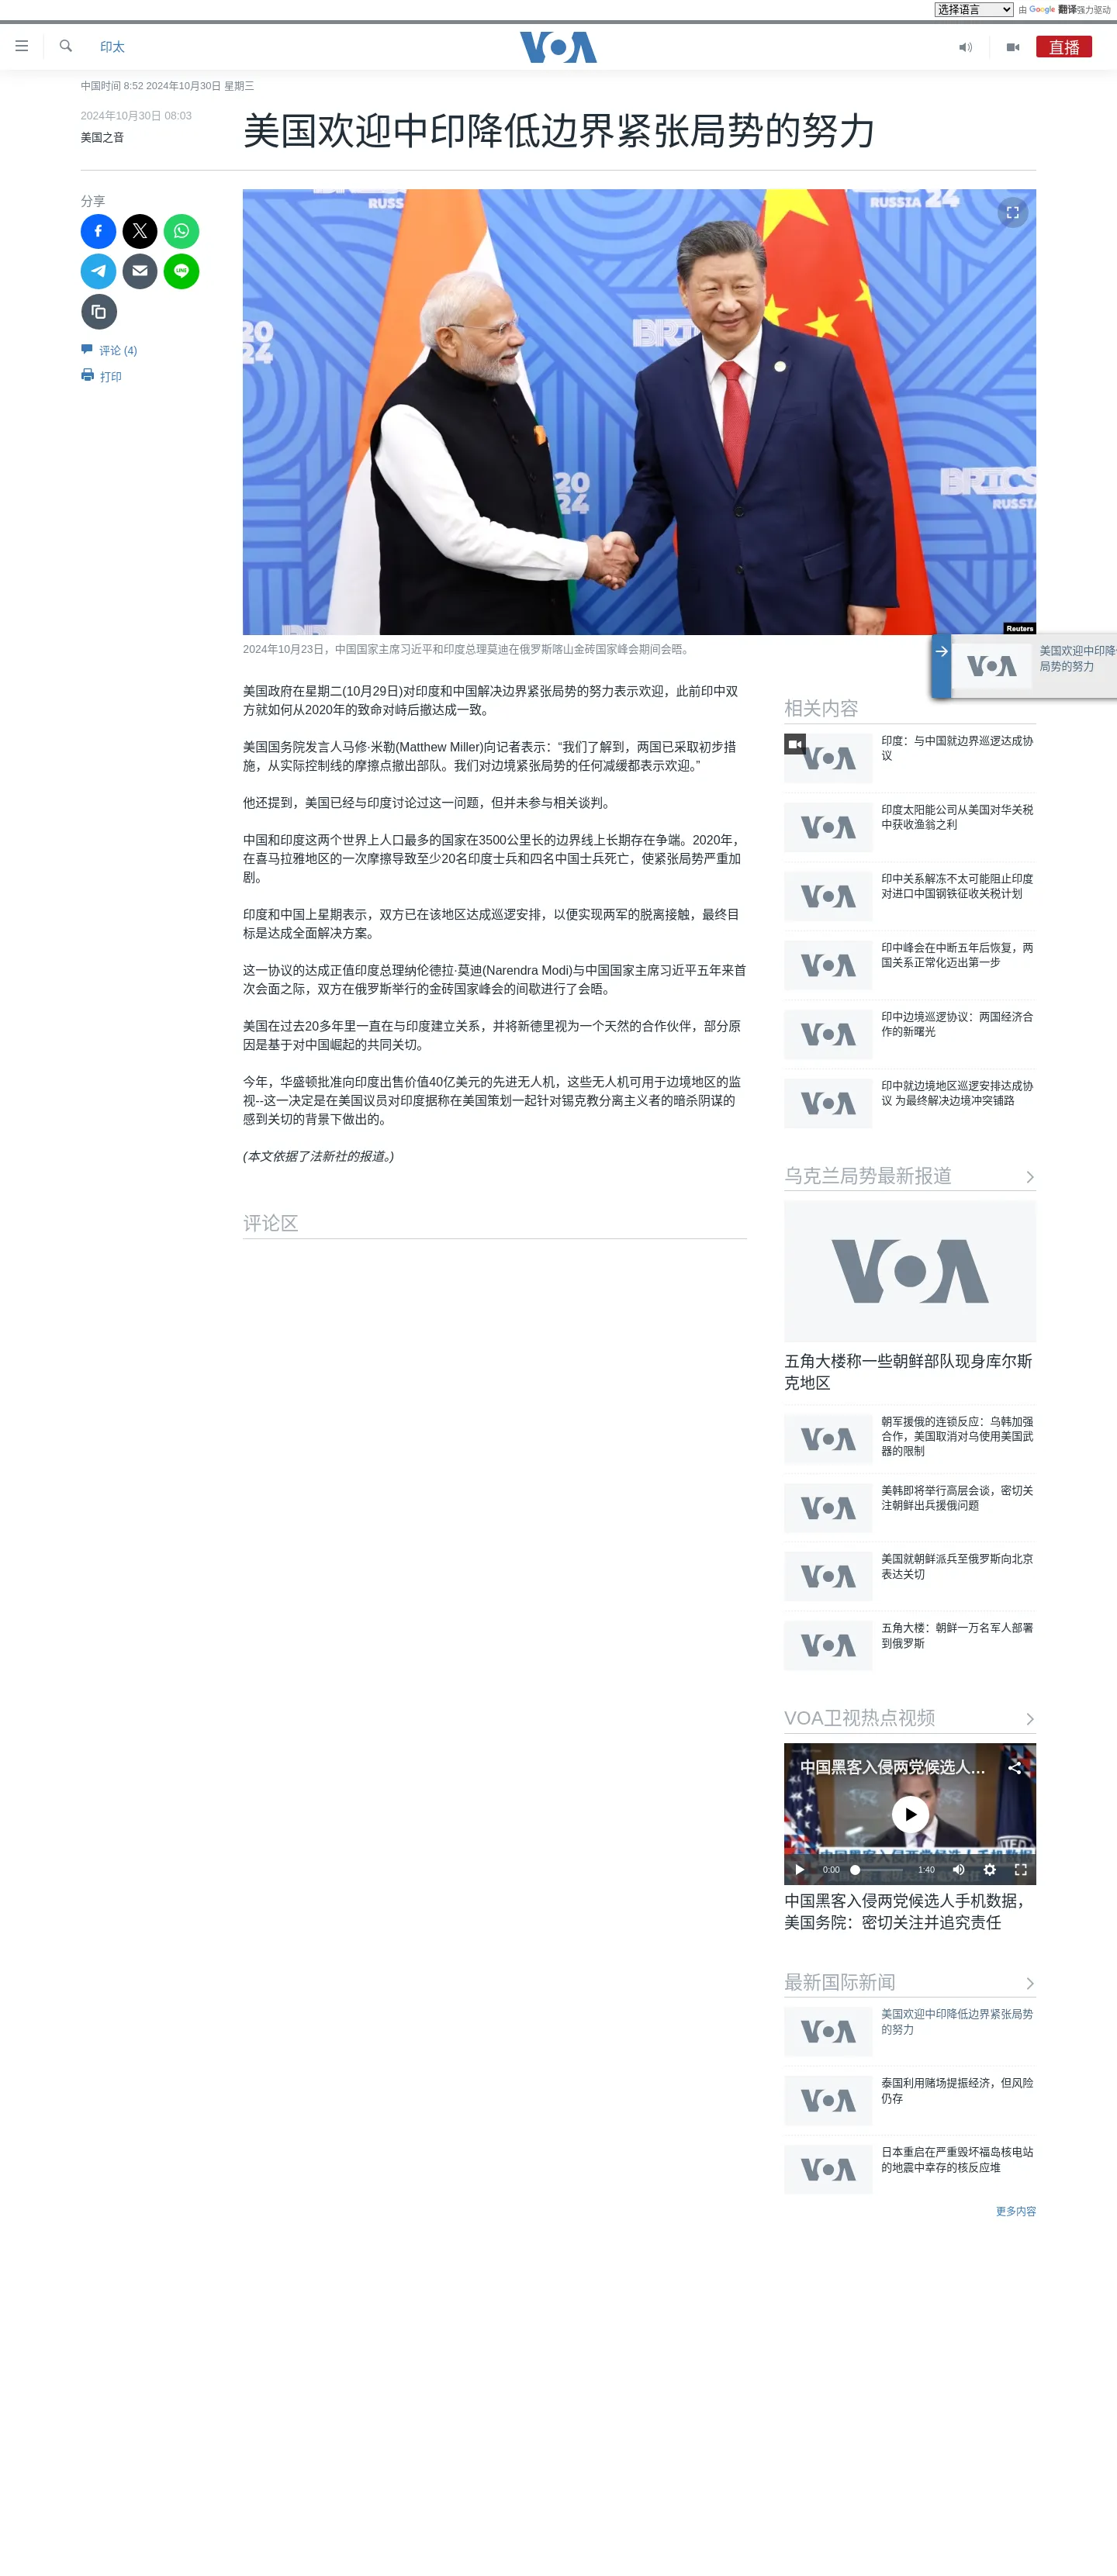 选择语言
由 Google 翻译强力驱动
印太
VOA
直播
中国时间 8:52 2024年10月30日 星期三
2024年10月30日 08:03
美国之音
美国欢迎中印降低边界紧张局势的努力
分享
评论 (4)
打印
RUSSIA 24
BRICS
2024
Reuters
2024年10月23日，中国国家主席习近平和印度总理莫迪在俄罗斯喀山金砖国家峰会期间会晤。
美国欢迎中印降
局势的努力
美国政府在星期二(10月29日)对印度和中国解决边界紧张局势的努力表示欢迎，此前印中双
方就如何从2020年的致命对峙后撤达成一致。
美国国务院发言人马修·米勒(Matthew Miller)向记者表示：“我们了解到，两国已采取初步措
施，从实际控制线的摩擦点撤出部队。我们对边境紧张局势的任何减缓都表示欢迎。”
他还提到，美国已经与印度讨论过这一问题，但并未参与相关谈判。
中国和印度这两个世界上人口最多的国家在3500公里长的边界线上长期存在争端。2020年，
在喜马拉雅地区的一次摩擦导致至少20名印度士兵和四名中国士兵死亡，使紧张局势严重加
剧。
印度和中国上星期表示，双方已在该地区达成巡逻安排，以便实现两军的脱离接触，最终目
标是达成全面解决方案。
这一协议的达成正值印度总理纳伦德拉·莫迪(Narendra Modi)与中国国家主席习近平五年来首
次会面之际，双方在俄罗斯举行的金砖国家峰会的间歇进行了会晤。
美国在过去20多年里一直在与印度建立关系，并将新德里视为一个天然的合作伙伴，部分原
因是基于对中国崛起的共同关切。
今年，华盛顿批准向印度出售价值40亿美元的先进无人机，这些无人机可用于边境地区的监
视--这一决定是在美国议员对印度据称在美国策划一起针对锡克教分离主义者的暗杀阴谋的
感到关切的背景下做出的。
(本文依据了法新社的报道。)
评论区
相关内容
印度：与中国就边界巡逻达成协
议
印度太阳能公司从美国对华关税
中获收渔翁之利
印中关系解冻不太可能阻止印度
对进口中国钢铁征收关税计划
印中峰会在中断五年后恢复，两
国关系正常化迈出第一步
印中边境巡逻协议：两国经济合
作的新曙光
印中就边境地区巡逻安排达成协
议 为最终解决边境冲突铺路
乌克兰局势最新报道
VOA
五角大楼称一些朝鲜部队现身库尔斯
克地区
朝军援俄的连锁反应：乌韩加强
合作，美国取消对乌使用美国武
器的限制
美韩即将举行高层会谈，密切关
注朝鲜出兵援俄问题
美国就朝鲜派兵至俄罗斯向北京
表达关切
五角大楼：朝鲜一万名军人部署
到俄罗斯
VOA卫视热点视频
中国黑客入侵两党候选人...
中国黑客入侵两党候选人手机数据
0:00
1:40
中国黑客入侵两党候选人手机数据，
美国务院：密切关注并追究责任
最新国际新闻
美国欢迎中印降低边界紧张局势
的努力
泰国利用赌场提振经济，但风险
仍存
日本重启在严重毁坏福岛核电站
的地震中幸存的核反应堆
更多内容